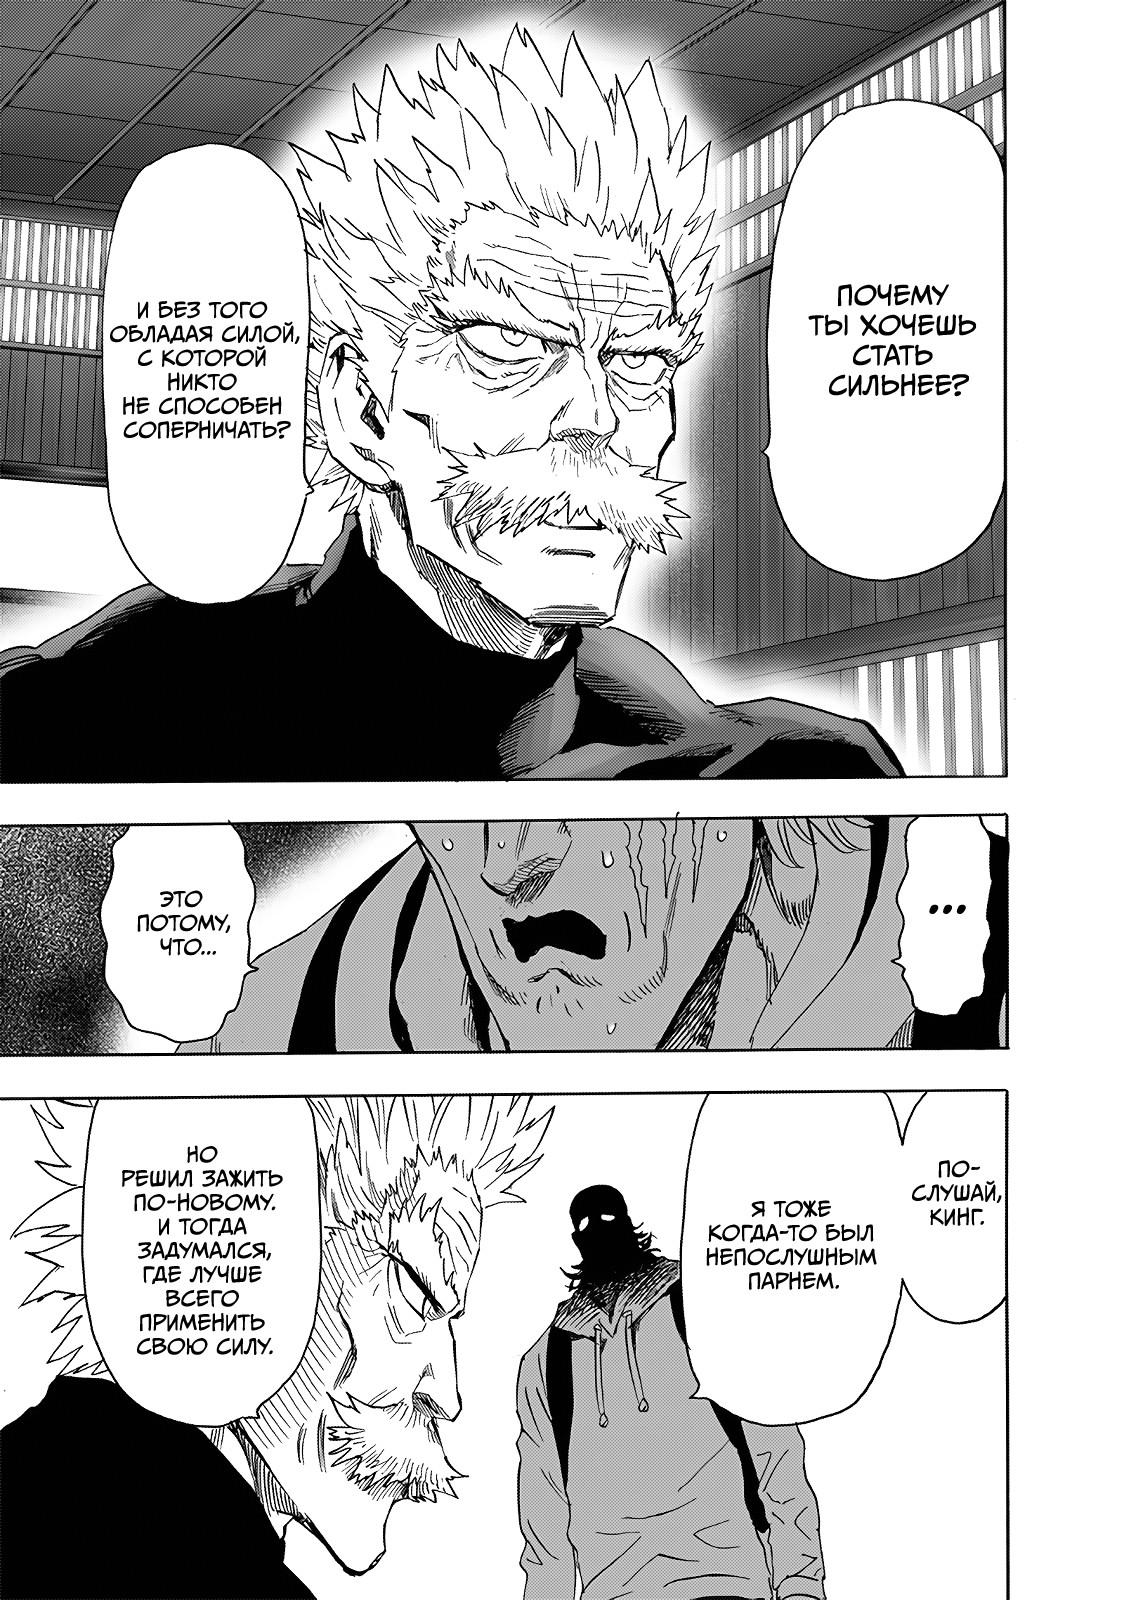 ПОЧЕМУ
ТЫ ХОЧЕШЬ
СТАТЬ
СИЛЬНЕЕ?
И БЕЗ ТОГО
ОБЛАДАЯ СИЛОЙ,
С КОТОРОЙ
НИКТО
НЕ СПОСОБЕН
СОПЕРНИЧАТЬ?
...
ЭТО
ПОТОМУ,
ЧТО...
ПО-
СЛУШАЙ,
КИНГ.
Я ТОЖЕ
КОГДА-ТО БЫЛ
НЕПОСЛУШНЫМ
ПАРНЕМ.
НО
РЕШИЛ ЗАЖИТЬ
ПО-НОВОМУ.
И ТОГДА
ЗАДУМАЛСЯ,
ГДЕ ЛУЧШЕ
ВСЕГО
ПРИМЕНИТЬ
СВОЮ СИЛУ.